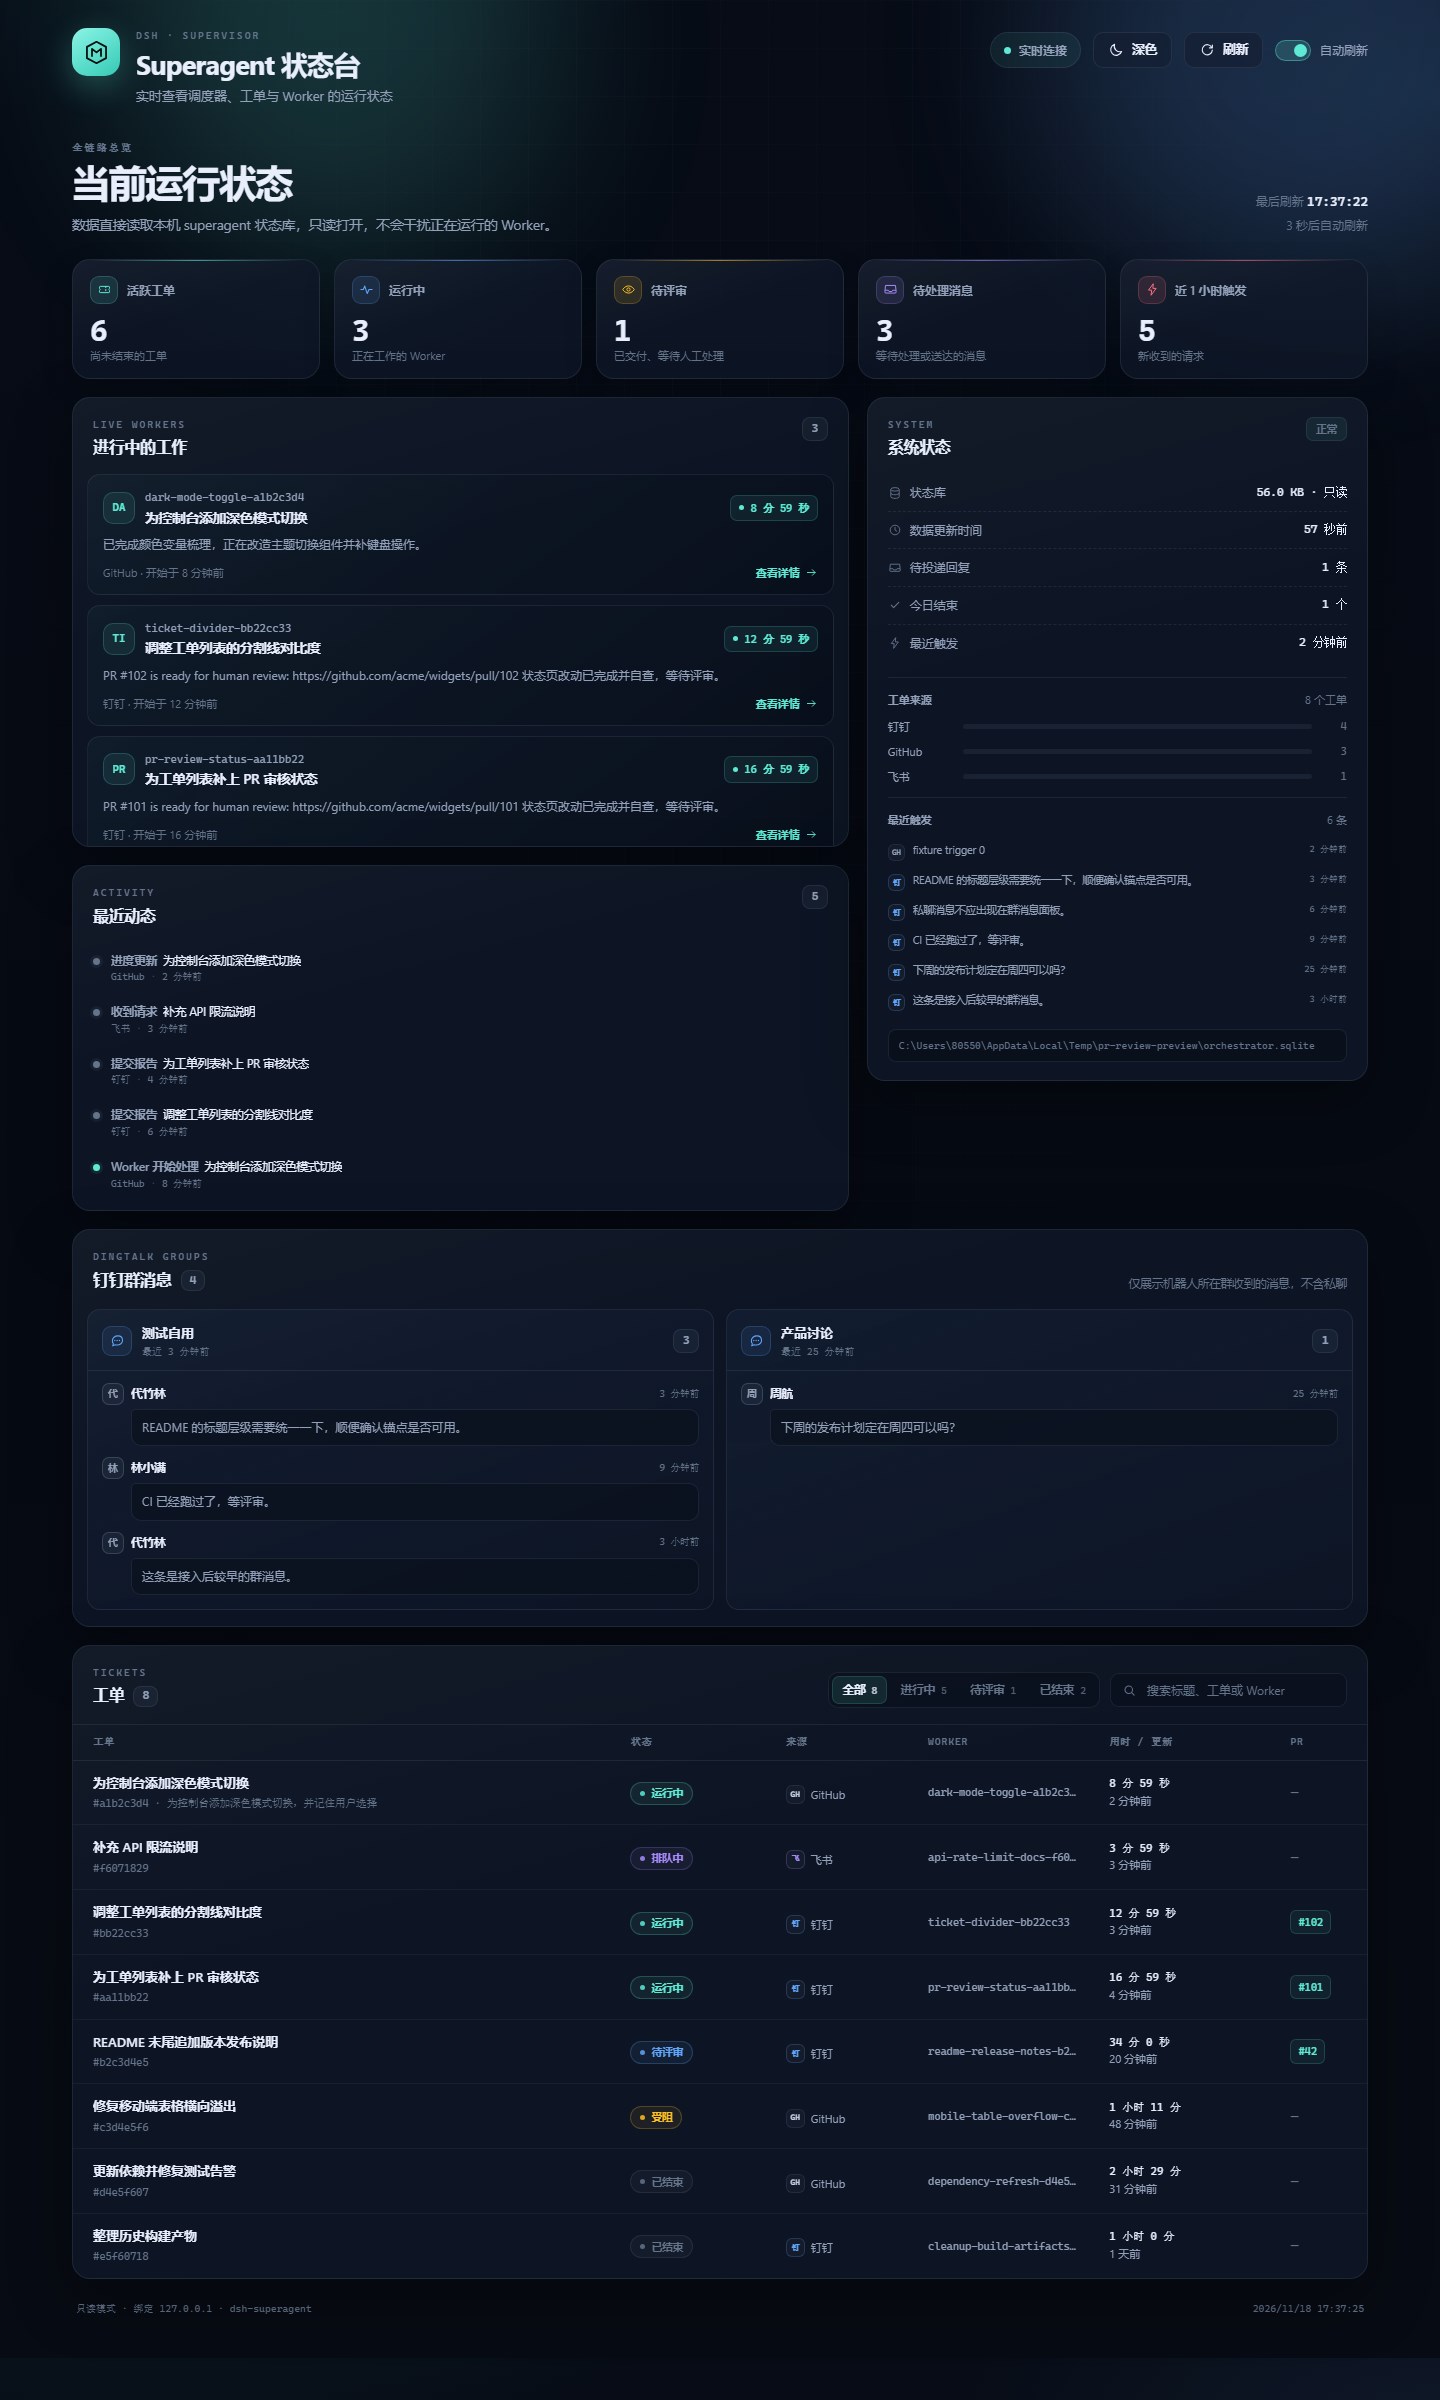 DSH · SUPERVISOR
Superagent 状态台
实时查看调度器、工单与 Worker 的运行状态
实时连接
深色
刷新
自动刷新
全链路总览
当前运行状态
数据直接读取本机 superagent 状态库，只读打开，不会干扰正在运行的 Worker。
最后刷新 17:37:22
3 秒后自动刷新
活跃工单
6
尚未结束的工单
运行中
3
正在工作的 Worker
待评审
1
已交付、等待人工处理
待处理消息
3
等待处理或送达的消息
近 1 小时触发
5
新收到的请求
LIVE WORKERS
进行中的工作
3
DA
dark-mode-toggle-a1b2c3d4
为控制台添加深色模式切换
8 分 59 秒
已完成颜色变量梳理，正在改造主题切换组件并补键盘操作。
GitHub · 开始于 8 分钟前
查看详情 →
TI
ticket-divider-bb22cc33
调整工单列表的分割线对比度
12 分 59 秒
PR #102 is ready for human review: https://github.com/acme/widgets/pull/102 状态页改动已完成并自查，等待评审。
钉钉 · 开始于 12 分钟前
查看详情 →
PR
pr-review-status-aa11bb22
为工单列表补上 PR 审核状态
16 分 59 秒
PR #101 is ready for human review: https://github.com/acme/widgets/pull/101 状态页改动已完成并自查，等待评审。
钉钉 · 开始于 16 分钟前
查看详情 →
SYSTEM
系统状态
正常
状态库
56.0 KB · 只读
数据更新时间
57 秒前
待投递回复
1 条
今日结束
1 个
最近触发
2 分钟前
工单来源
8 个工单
钉钉
4
GitHub
3
飞书
1
最近触发
6 条
GH
fixture trigger 0
2 分钟前
钉
README 的标题层级需要统一一下，顺便确认锚点是否可用。
3 分钟前
钉
私聊消息不应出现在群消息面板。
6 分钟前
钉
CI 已经跑过了，等评审。
9 分钟前
钉
下周的发布计划定在周四可以吗？
25 分钟前
钉
这条是接入后较早的群消息。
3 小时前
C:\Users\80550\AppData\Local\Temp\pr-review-preview\orchestrator.sqlite
ACTIVITY
最近动态
5
进度更新 为控制台添加深色模式切换
GitHub · 2 分钟前
收到请求 补充 API 限流说明
飞书 · 3 分钟前
提交报告 为工单列表补上 PR 审核状态
钉钉 · 4 分钟前
提交报告 调整工单列表的分割线对比度
钉钉 · 6 分钟前
Worker 开始处理 为控制台添加深色模式切换
GitHub · 8 分钟前
DINGTALK GROUPS
钉钉群消息 4
仅展示机器人所在群收到的消息，不含私聊
测试自用
最近 3 分钟前
3
代
代竹林
3 分钟前
README 的标题层级需要统一一下，顺便确认锚点是否可用。
林
林小满
9 分钟前
CI 已经跑过了，等评审。
代
代竹林
3 小时前
这条是接入后较早的群消息。
产品讨论
最近 25 分钟前
1
周
周航
25 分钟前
下周的发布计划定在周四可以吗？
TICKETS
工单 8
全部 8
进行中 5
待评审 1
已结束 2
搜索标题、工单或 Worker
工单
状态
来源
WORKER
用时 / 更新
PR
为控制台添加深色模式切换
#a1b2c3d4 · 为控制台添加深色模式切换，并记住用户选择
运行中
GH GitHub
dark-mode-toggle-a1b2c3…
8 分 59 秒
2 分钟前
—
补充 API 限流说明
#f6071829
排队中
飞 飞书
api-rate-limit-docs-f60…
3 分 59 秒
3 分钟前
—
调整工单列表的分割线对比度
#bb22cc33
运行中
钉 钉钉
ticket-divider-bb22cc33
12 分 59 秒
3 分钟前
#102
为工单列表补上 PR 审核状态
#aa11bb22
运行中
钉 钉钉
pr-review-status-aa11bb…
16 分 59 秒
4 分钟前
#101
README 末尾追加版本发布说明
#b2c3d4e5
待评审
钉 钉钉
readme-release-notes-b2…
34 分 0 秒
20 分钟前
#42
修复移动端表格横向溢出
#c3d4e5f6
受阻
GH GitHub
mobile-table-overflow-c…
1 小时 11 分
48 分钟前
—
更新依赖并修复测试告警
#d4e5f607
已结束
GH GitHub
dependency-refresh-d4e5…
2 小时 29 分
31 分钟前
—
整理历史构建产物
#e5f60718
已结束
钉 钉钉
cleanup-build-artifacts…
1 小时 0 分
1 天前
—
只读模式 · 绑定 127.0.0.1 · dsh-superagent
2026/11/18 17:37:25